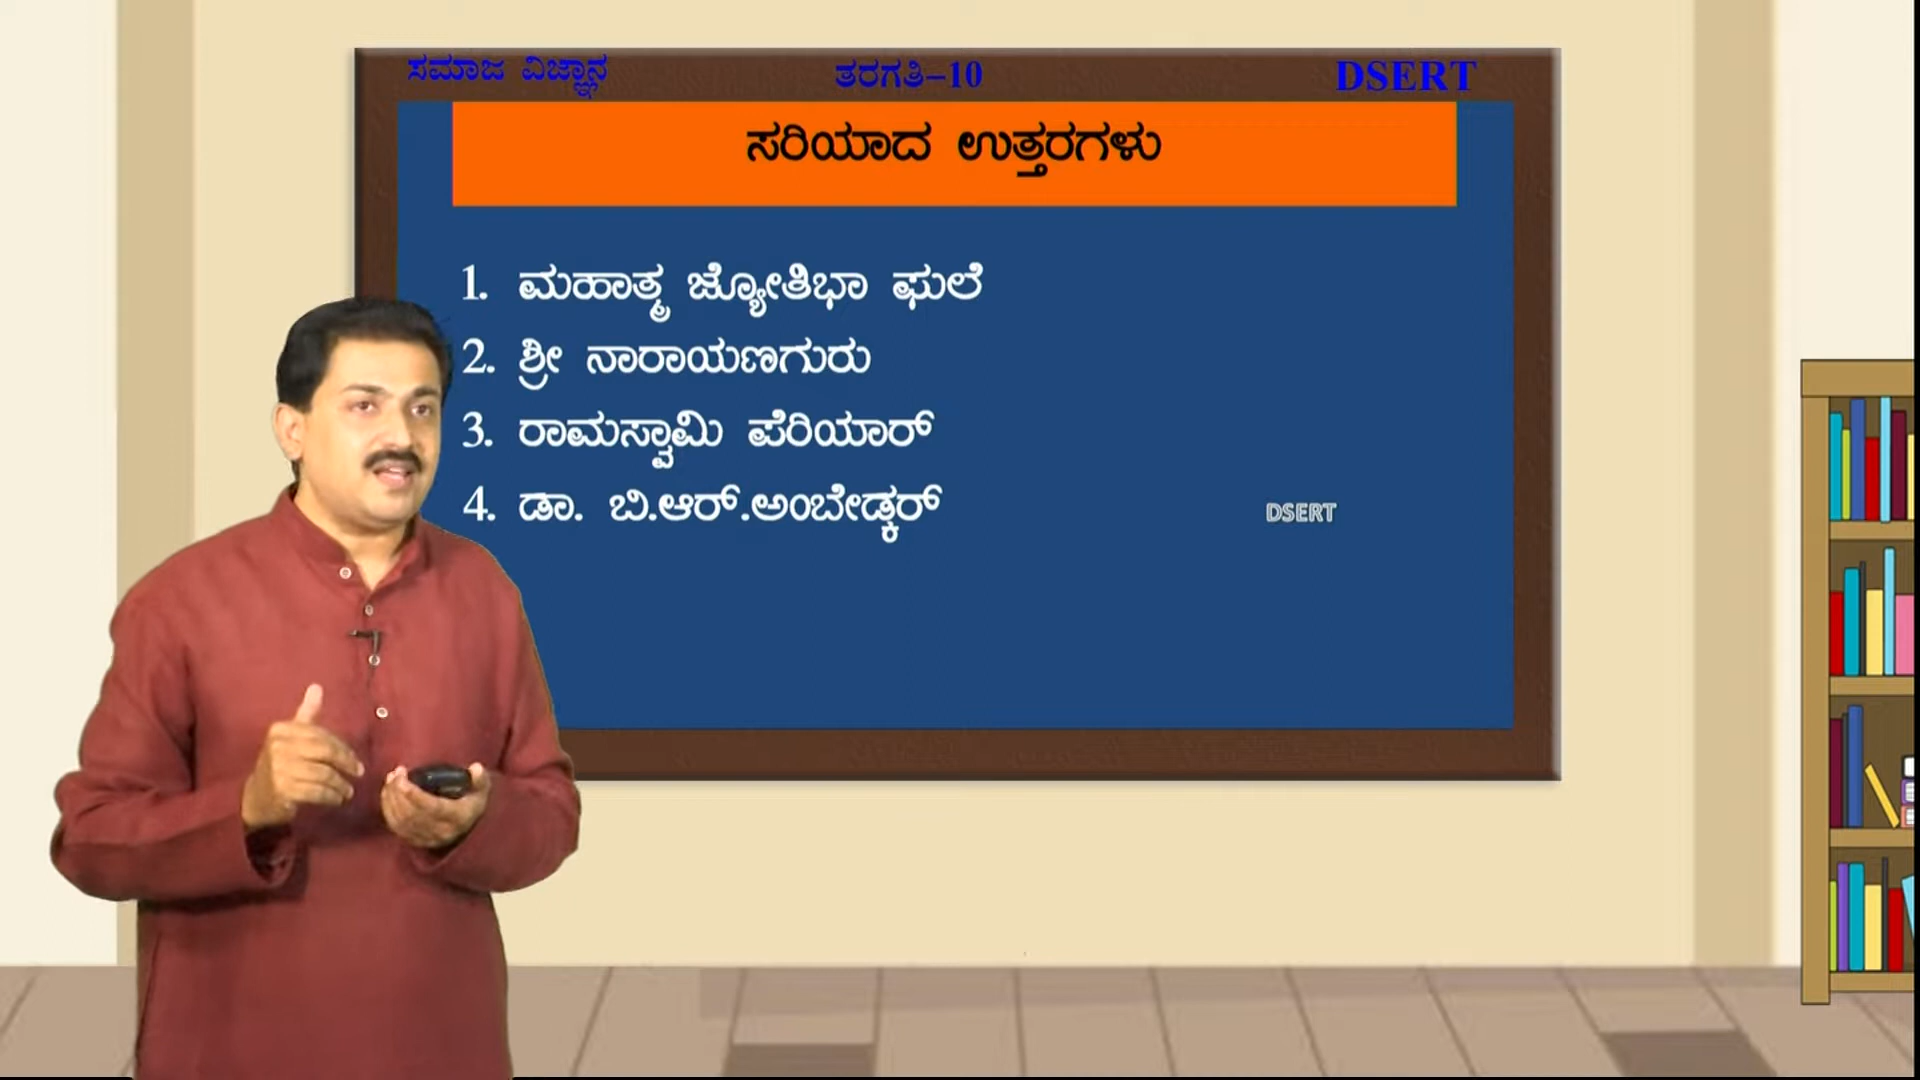 ಸಮಾಜ ವಿಜ್ಞಾನ ತರಗತಿ-10 DSERT
ಸರಿಯಾದ ಉತ್ತರಗಳು
1. ಮಹಾತ್ಮ ಜ್ಯೋತಿಭಾ ಫುಲೆ
2. ಶ್ರೀ ನಾರಾಯಣಗುರು
3. ರಾಮಸ್ವಾಮಿ ಪೆರಿಯಾರ್
4. ಡಾ. ಬಿ.ಆರ್.ಅಂಬೇಡ್ಕರ್
DSERT